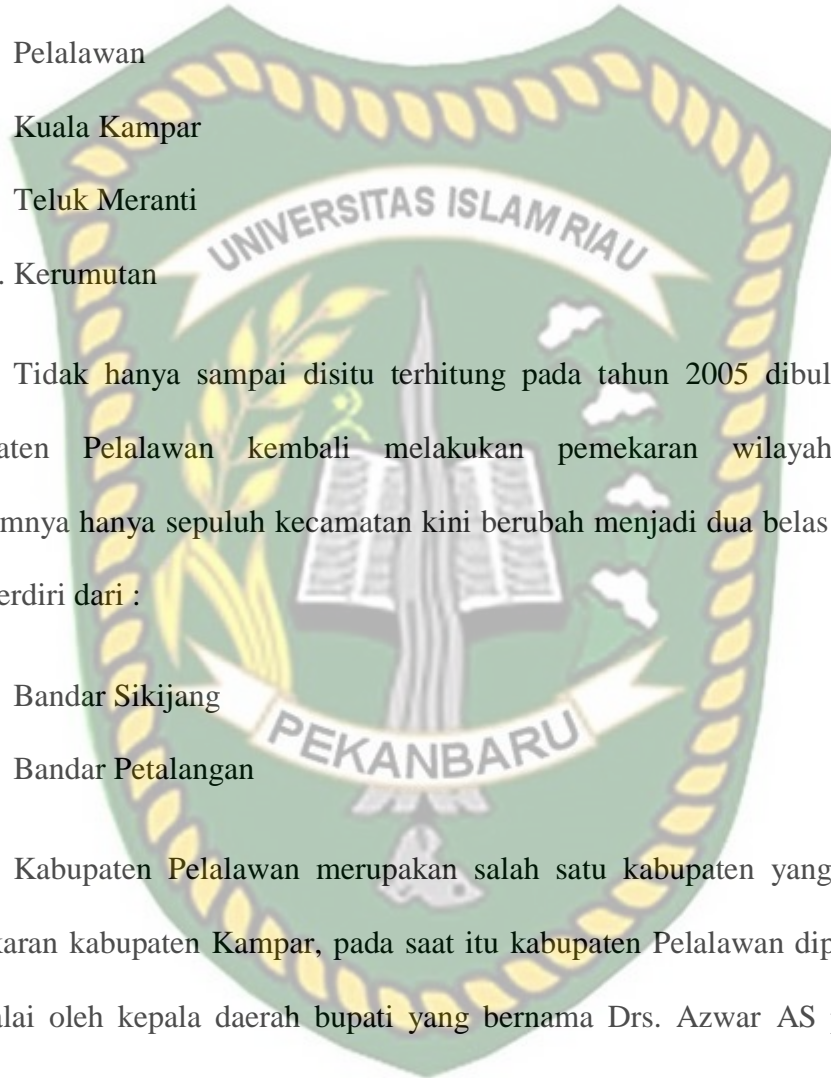 Pelalawan
Kuala Kampar
Teluk Meranti
UNIVERSITAS ISLAM RIAU
. Kerumutan
Tidak hanya sampai disitu terhitung pada tahun 2005 dibul
aten Pelalawan kembali melakukan pemekaran wilayah
mnya hanya sepuluh kecamatan kini berubah menjadi dua belas
erdiri dari :
Bandar Sikijang
PEKANBARU
Bandar Petalangan
Kabupaten Pelalawan merupakan salah satu kabupaten yang
karan kabupaten Kampar, pada saat itu kabupaten Pelalawan dip
alai oleh kepala daerah bupati yang bernama Drs. Azwar AS